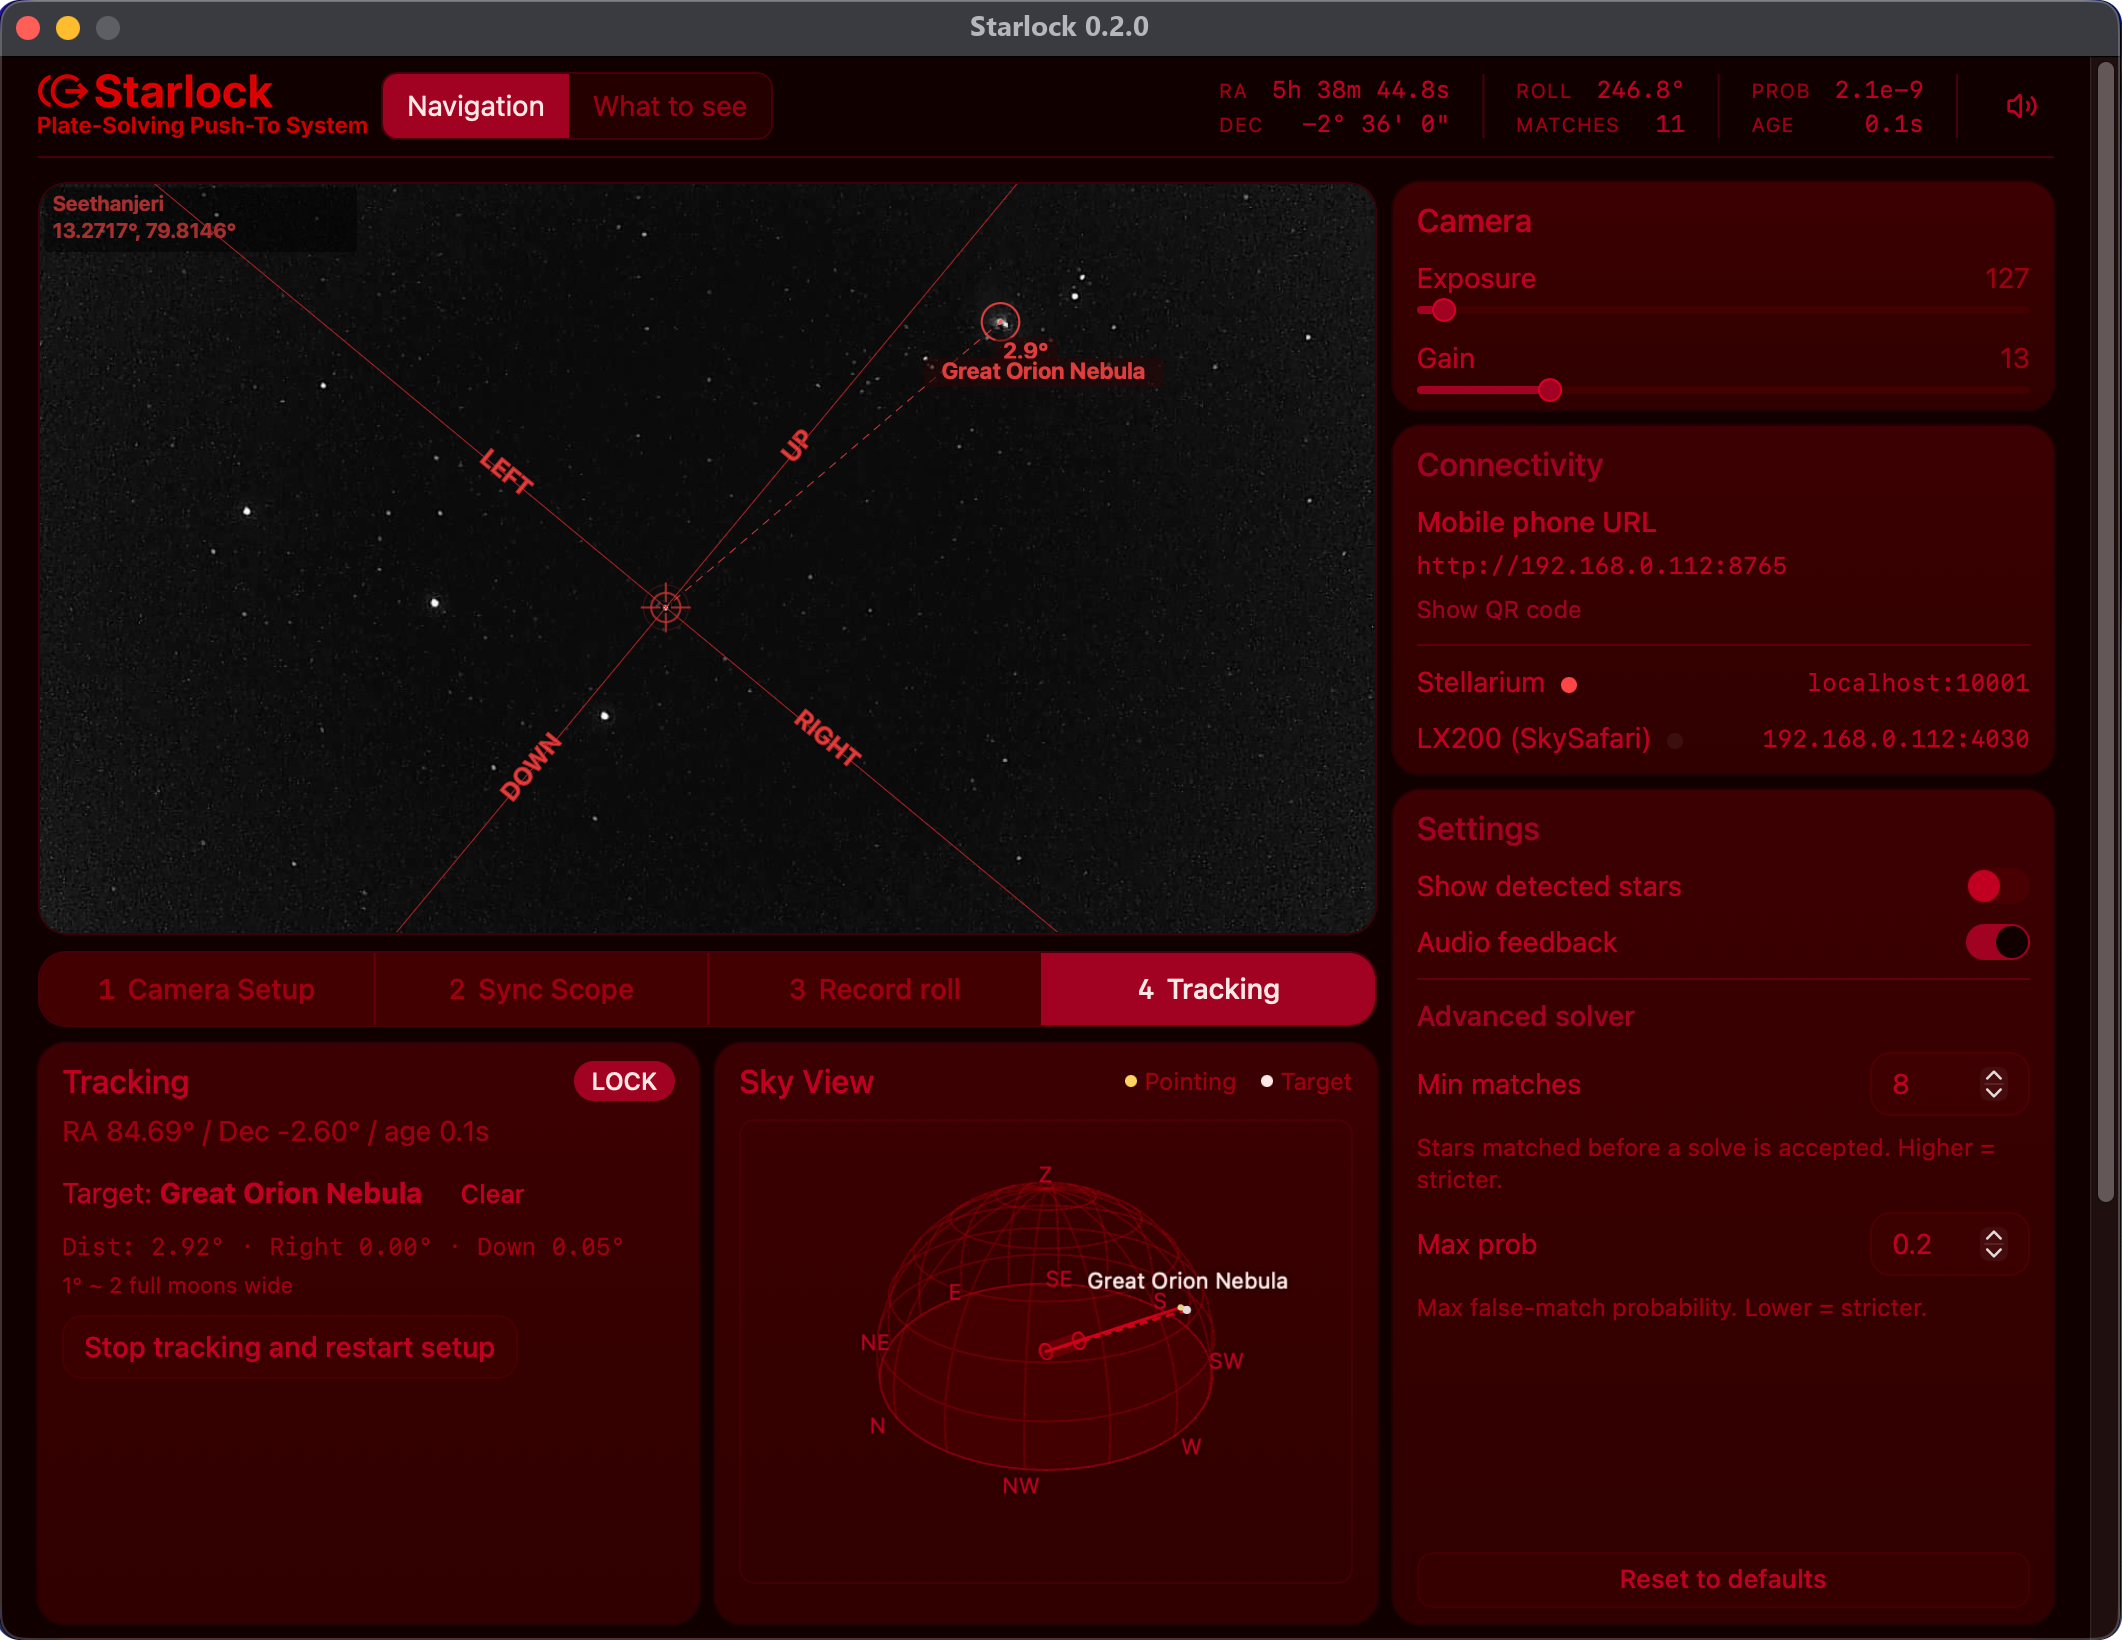 Starlock 0.2.0
Starlock
Plate-Solving Push-To System
Navigation
What to see
RA 5h 38m 44.8s
DEC −2° 36' 0"
ROLL 246.8°
MATCHES 11
PROB 2.1e−9
AGE 0.1s
Seethanjeri
13.2717°, 79.8146°
2.9°
Great Orion Nebula
LEFT
UP
DOWN
RIGHT
1 Camera Setup
2 Sync Scope
3 Record roll
4 Tracking
Tracking
LOCK
RA 84.69° / Dec -2.60° / age 0.1s
Target: Great Orion Nebula Clear
Dist: 2.92° · Right 0.00° · Down 0.05°
1° ~ 2 full moons wide
Stop tracking and restart setup
Sky View
Pointing
Target
Z
SE
Great Orion Nebula
E
S
NE
SW
N
W
NW
Camera
Exposure 127
Gain 13
Connectivity
Mobile phone URL
http://192.168.0.112:8765
Show QR code
Stellarium localhost:10001
LX200 (SkySafari) 192.168.0.112:4030
Settings
Show detected stars
Audio feedback
Advanced solver
Min matches 8
Stars matched before a solve is accepted. Higher =
stricter.
Max prob 0.2
Max false-match probability. Lower = stricter.
Reset to defaults